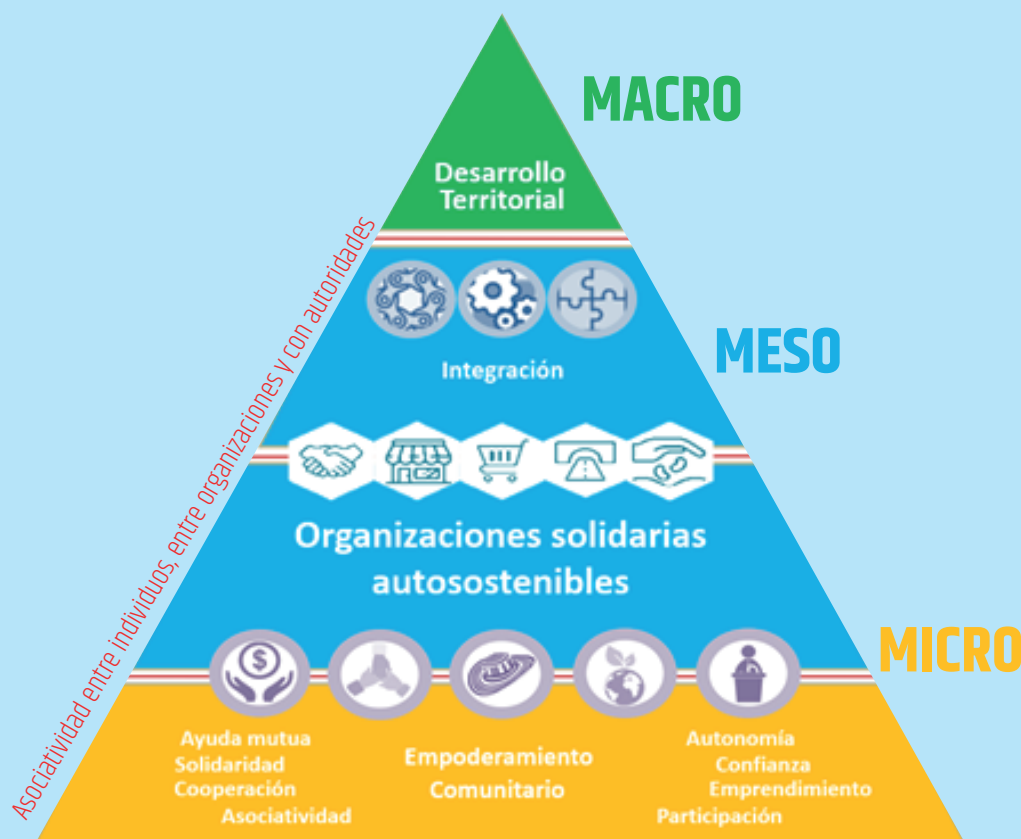 MACRO
Desarrollo
Territorial
Asociatividad entre individuos, entre organizaciones y con autoridades
MESO
Integración
Organizaciones solidarias
autosostenibles
MICRO
$
Ayuda mutua
Solidaridad
Cooperación
Asociatividad
Empoderamiento
Comunitario
Autonomía
Confianza
Emprendimiento
Participación